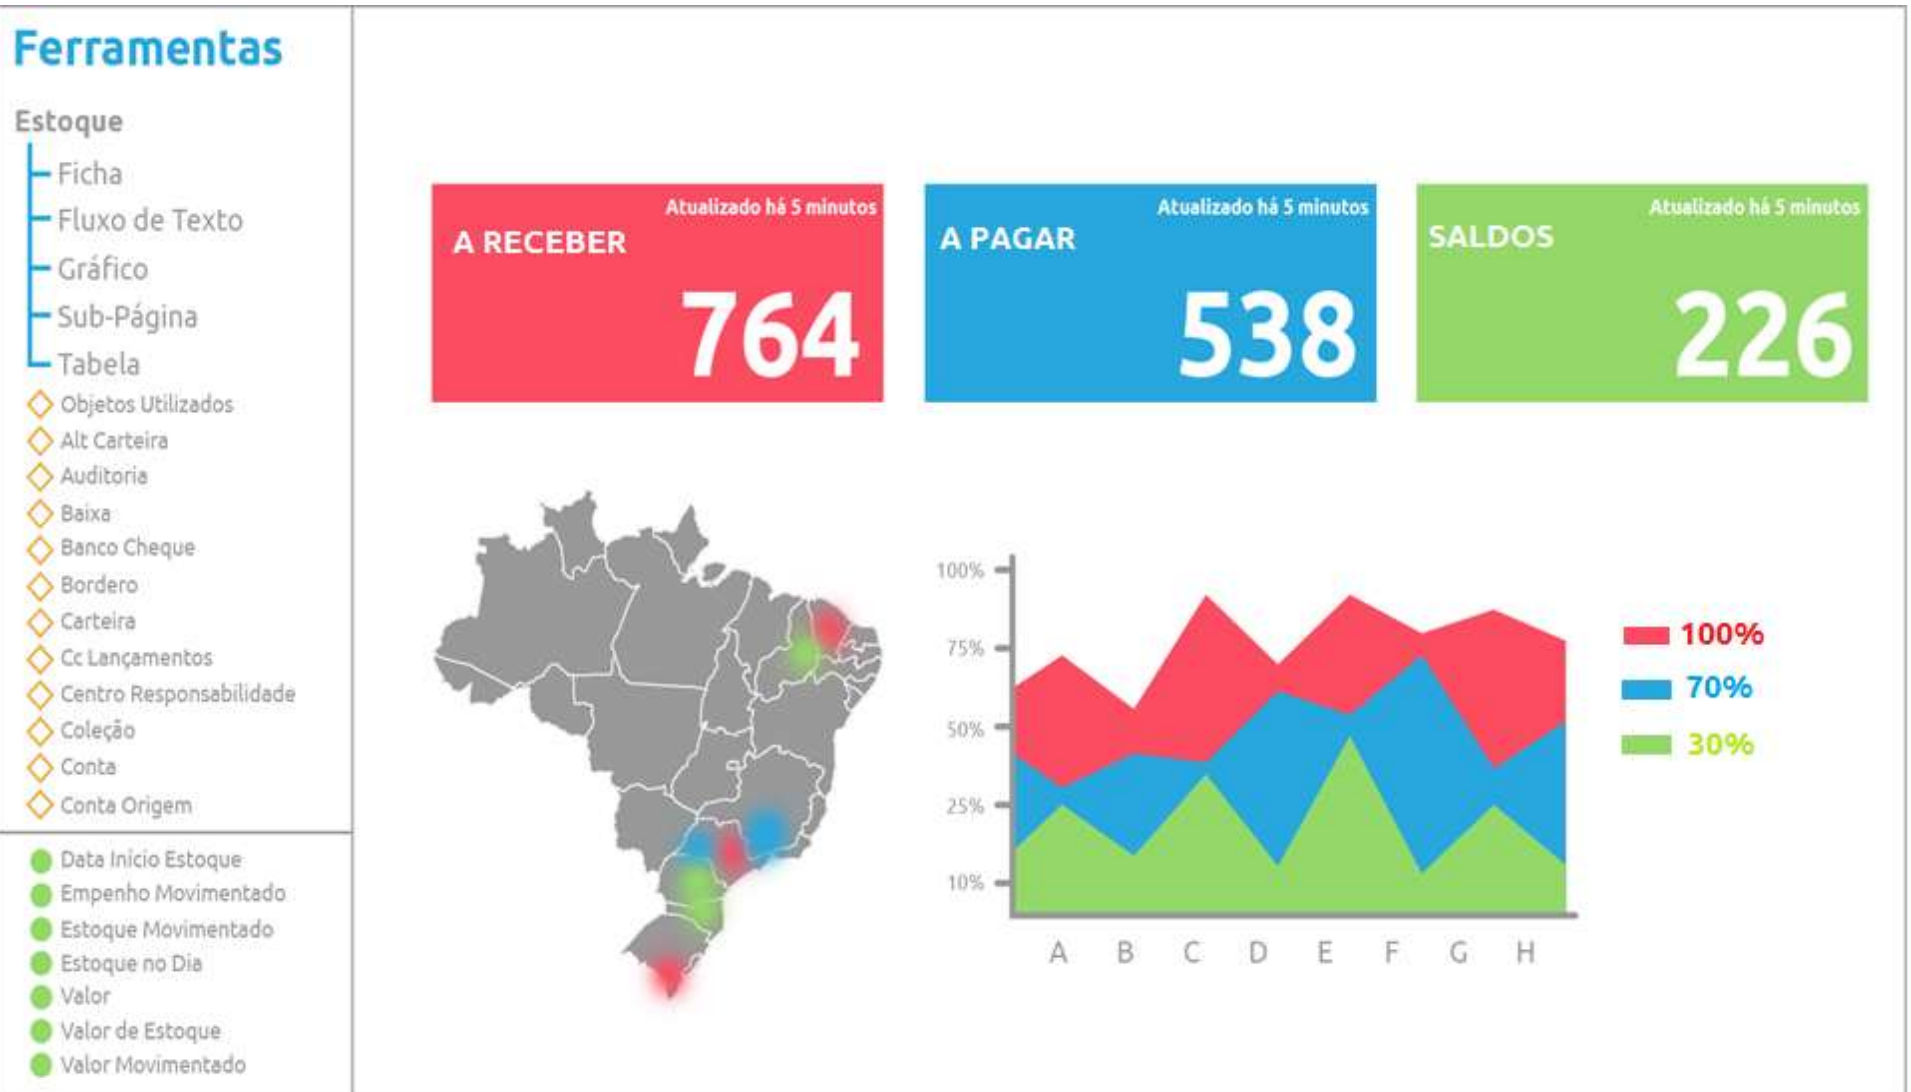 Ferramentas
Estoque
Ficha
Fluxo de Texto
Gráfico
Sub-Página
Tabela
Objetos Utilizados
Alt Carteira
Auditoria
Baixa
Banco Cheque
Bordero
Carteira
Cc Lançamentos
Centro Responsabilidade
Coleção
Conta
Conta Origem
Data Início Estoque
Empenho Movimentado
Estoque Movimentado
Estoque no Dia
Valor
Valor de Estoque
Valor Movimentado
Atualizado há 5 minutos
A RECEBER
764
Atualizado há 5 minutos
A PAGAR
538
Atualizado há 5 minutos
SALDOS
226
100%
75%
50%
25%
10%
A B C D E F G H
100%
70%
30%